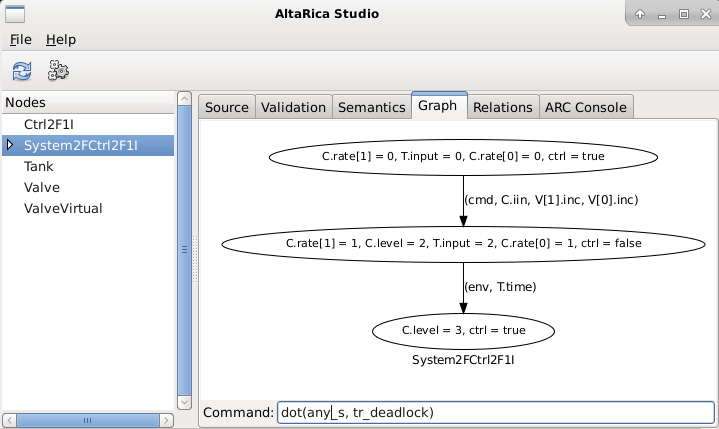 AltaRica Studio
File Help
Nodes
Ctrl2F1I
System2FCtrl2F1I
Tank
Valve
ValveVirtual
Source Validation Semantics Graph Relations ARC Console
C.rate[1] = 0, T.input = 0, C.rate[0] = 0, ctrl = true
(cmd, C.iin, V[1].inc, V[0].inc)
C.rate[1] = 1, C.level = 2, T.input = 2, C.rate[0] = 1, ctrl = false
(env, T.time)
C.level = 3, ctrl = true
System2FCtrl2F1I
Command: dot(any_s, tr_deadlock)